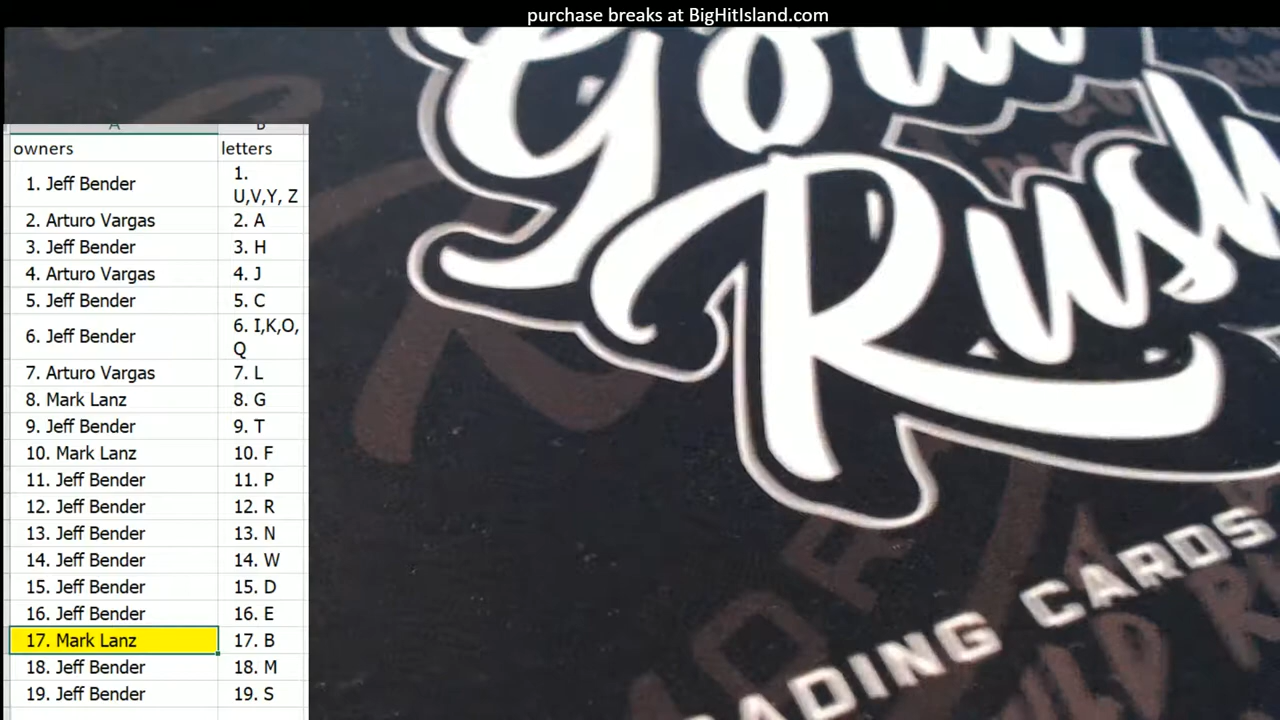 purchase breaks at BigHitIsland.com
A
B
owners letters
1. Jeff Bender 1. U,V,Y, Z
2. Arturo Vargas 2. A
3. Jeff Bender 3. H
4. Arturo Vargas 4. J
5. Jeff Bender 5. C
6. Jeff Bender 6. I,K,O, Q
7. Arturo Vargas 7. L
8. Mark Lanz 8. G
9. Jeff Bender 9. T
10. Mark Lanz 10. F
11. Jeff Bender 11. P
12. Jeff Bender 12. R
13. Jeff Bender 13. N
14. Jeff Bender 14. W
15. Jeff Bender 15. D
16. Jeff Bender 16. E
17. Mark Lanz 17. B
18. Jeff Bender 18. M
19. Jeff Bender 19. S
Gold
Rush
TRADING CARDS